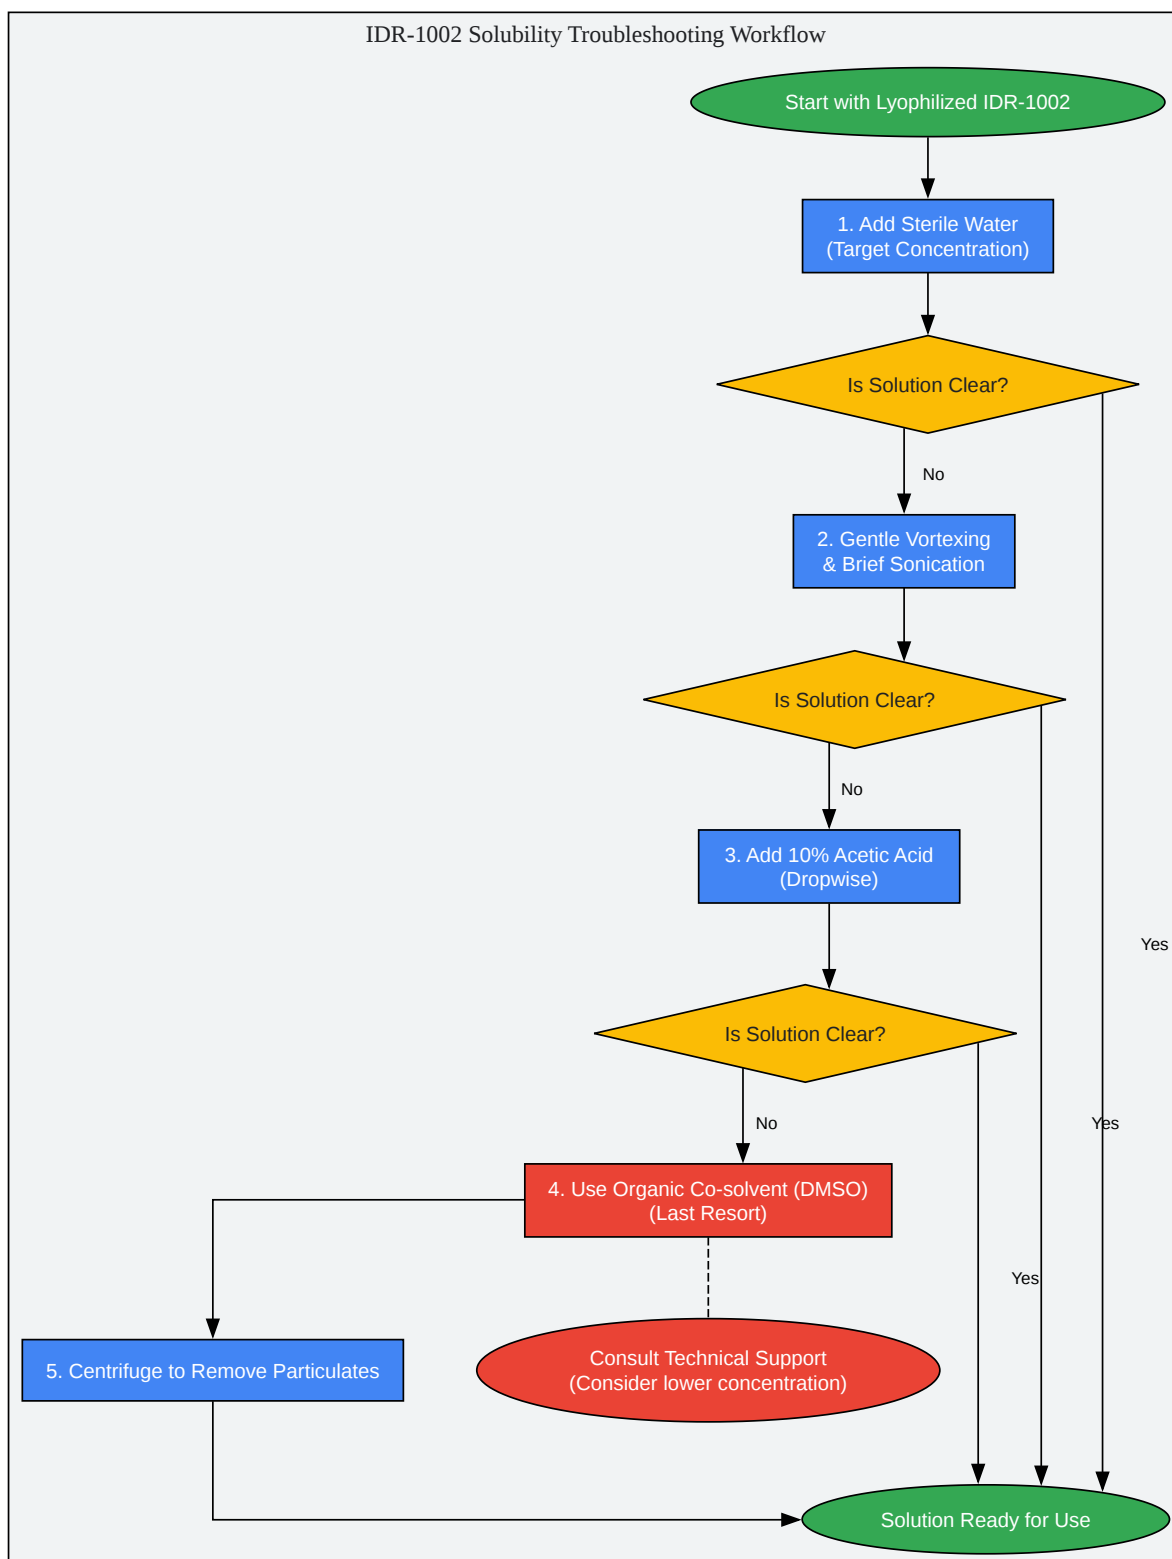 IDR-1002 Solubility Troubleshooting Workflow
Start with Lyophilized IDR-1002
1. Add Sterile Water
(Target Concentration)
Is Solution Clear?
No
2. Gentle Vortexing
& Brief Sonication
Is Solution Clear?
No
3. Add 10% Acetic Acid
(Dropwise)
Yes
Is Solution Clear?
No
Yes
4. Use Organic Co-solvent (DMSO)
(Last Resort)
Yes
5. Centrifuge to Remove Particulates
Consult Technical Support
(Consider lower concentration)
Solution Ready for Use